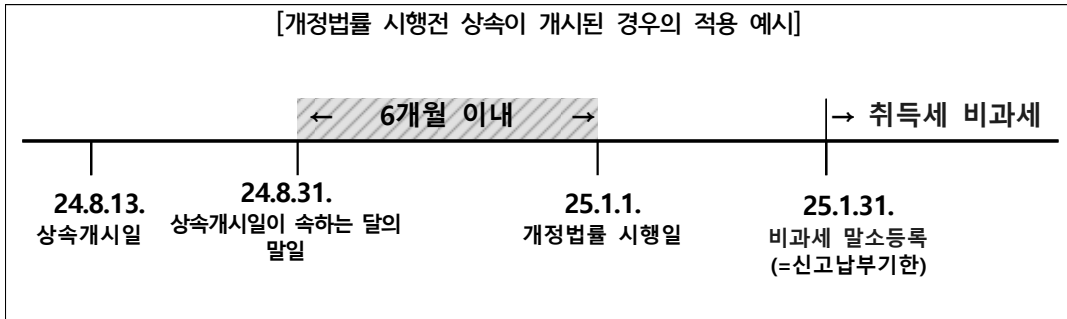 [개정법률 시행전 상속이 개시된 경우의 적용 예시]
← 6개월 이내 →
→ 취득세 비과세
24.8.13.
상속개시일
24.8.31.
상속개시일이 속하는 달의
말일
25.1.1.
개정법률 시행일
25.1.31.
비과세 말소등록
(=신고납부기한)